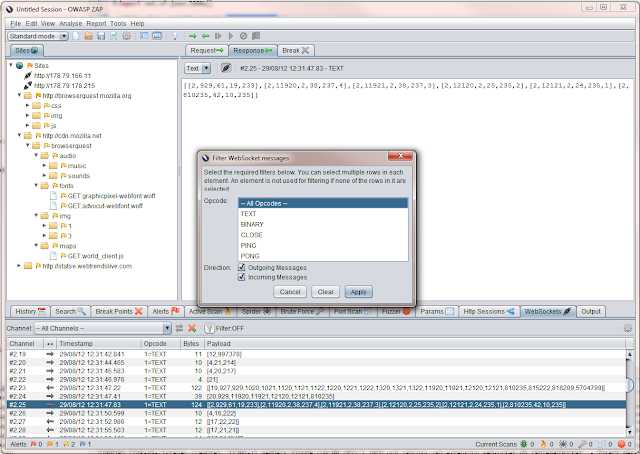 Untitled Session - OWASP ZAP
File Edit View Analyse Report Tools Help
Standard mode
Sites
Request
Response
Break
Sites
http://178.79.166.11
http://178.79.178.215
http://browserquest.mozilla.org
css
img
js
http://cdn.mozilla.net
browserquest
audio
music
sounds
fonts
GET:graphicpixel-webfont.woff
GET:advocut-webfont.woff
img
1
3
maps
GET:world_client.js
http://statse.webtrendslive.com
Text
#2.25 - 29/08/12 12:31:47.83 - TEXT
[[2,929,61,19,233],[2,11920,2,38,237,4],[2,11921,2,38,237,3],[2,12120,2,25,235,2],[2,12121,2,24,235,1],[2,
810235,42,10,235]]
Filter WebSocket messages
Select the required filters below. You can select multiple rows in each
element. An element is not used for filtering if none of the rows in it are
selected.
Opcode:
-- All Opcodes --
TEXT
BINARY
CLOSE
PING
PONG
Direction:
Outgoing Messages
Incoming Messages
Cancel
Clear
Apply
History
Search
Break Points
Alerts
Active Scan
Spider
Brute Force
Port Scan
Fuzzer
Params
Http Sessions
WebSockets
Output
Channel: -- All Channels --
Filter:OFF
Channel Timestamp Opcode Bytes Payload
#2.19 29/08/12 12:31:42.841 1=TEXT 11 [12,997378]
#2.20 29/08/12 12:31:44.465 1=TEXT 10 [4,21,214]
#2.21 29/08/12 12:31:46.583 1=TEXT 10 [4,20,217]
#2.22 29/08/12 12:31:46.976 1=TEXT 4 [21]
#2.23 29/08/12 12:31:47.22 1=TEXT 122 [[19,927,929,1020,1021,1120,1121,1122,1220,1221,1222,1320,1321,1322,11920,11921,12120,12121,810235,815222,818209,5704799]]
#2.24 29/08/12 12:31:47.41 1=TEXT 39 [20,929,11920,11921,12120,12121,810235]
#2.25 29/08/12 12:31:47.83 1=TEXT 124 [[2,929,61,19,233],[2,11920,2,38,237,4],[2,11921,2,38,237,3],[2,12120,2,25,235,2],[2,12121,2,24,235,1],[2,810235,42,10,235]]
#2.26 29/08/12 12:31:50.599 1=TEXT 10 [4,16,222]
#2.27 29/08/12 12:31:52.986 1=TEXT 12 [[17,22,22]]
#2.28 29/08/12 12:31:55.503 1=TEXT 12 [[17,21,21]]
Alerts 0 1 2 1
Current Scans 0 0 0 0 0 0